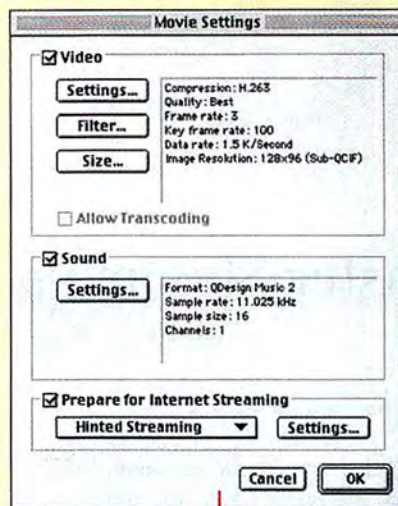 Movie Settings
Video
Settings...
Filter...
Size...
Compression: H.263
Quality: Best
Frame rate: 3
Key frame rate: 100
Data rate: 1.5 K/Second
Image Resolution: 128x96 (Sub-QCIF)
Allow Transcoding
Sound
Settings...
Format: QDesign Music 2
Sample rate: 11.025 kHz
Sample size: 16
Channels: 1
Prepare for Internet Streaming
Hinted Streaming
Settings...
Cancel
OK